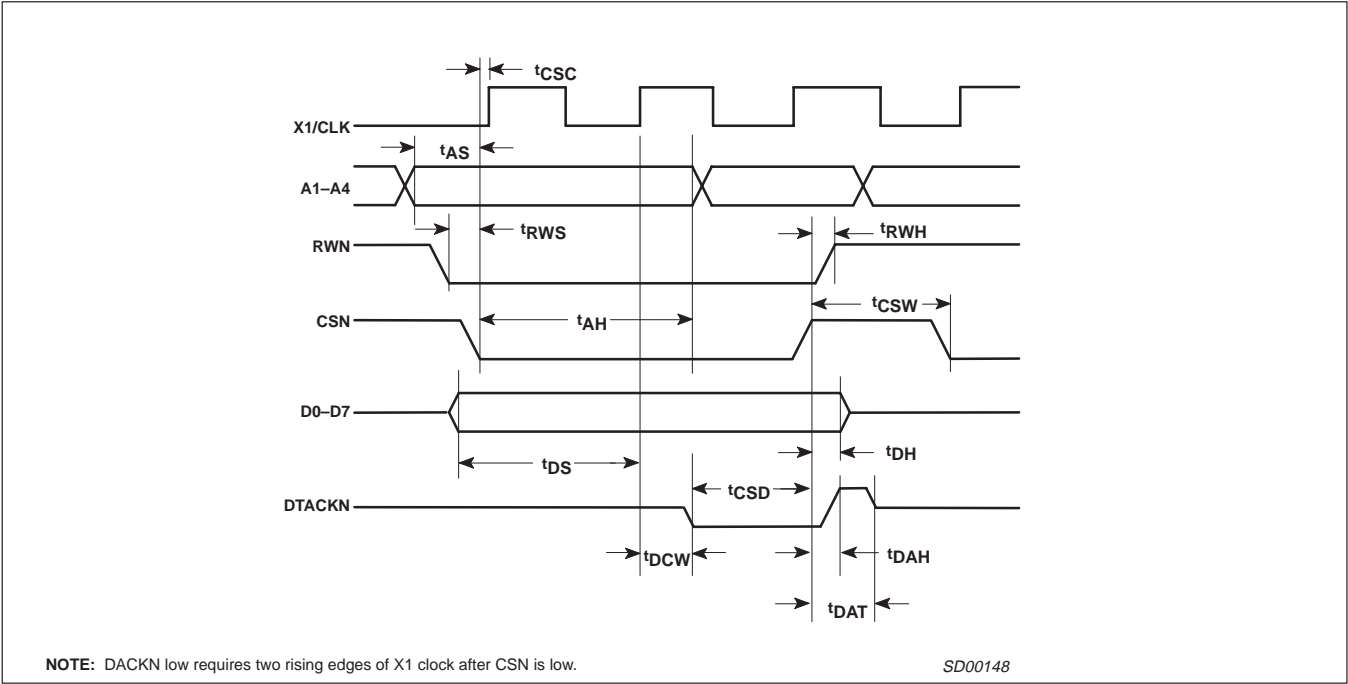 tCSC
X1/CLK
tAS
A1–A4
tRWS
tRWH
RWN
tCSW
CSN
tAH
D0–D7
tDS
tDH
tCSD
DTACKN
tDCW
tDAH
tDAT
NOTE: DACKN low requires two rising edges of X1 clock after CSN is low.
SD00148